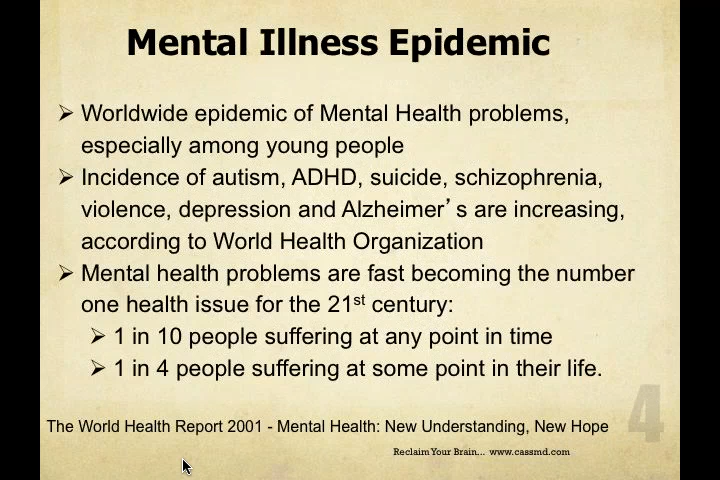 Mental Illness Epidemic
➢ Worldwide epidemic of Mental Health problems,
especially among young people
➢ Incidence of autism, ADHD, suicide, schizophrenia,
violence, depression and Alzheimer’s are increasing,
according to World Health Organization
➢ Mental health problems are fast becoming the number
one health issue for the 21st century:
➢ 1 in 10 people suffering at any point in time
➢ 1 in 4 people suffering at some point in their life.
4
The World Health Report 2001 - Mental Health: New Understanding, New Hope
Reclaim Your Brain... www.cassmd.com